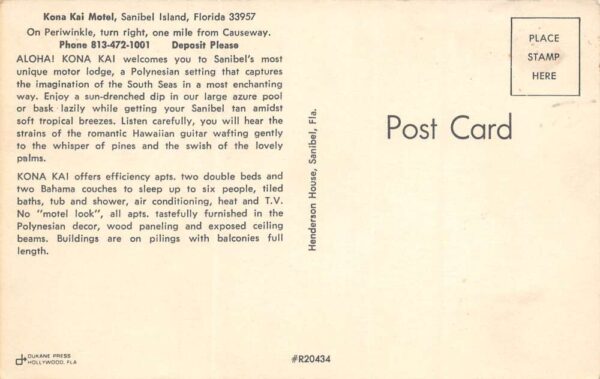 Kona Kai Motel, Sanibel Island, Florida 33957
On Periwinkle, turn right, one mile from Causeway.
Phone 813-472-1001 Deposit Please
ALOHA! KONA KAI welcomes you to Sanibel's most
unique motor lodge, a Polynesian setting that captures
the imagination of the South Seas in a most enchanting
way. Enjoy a sun-drenched dip in our large azure pool
or bask lazily while getting your Sanibel tan amidst
soft tropical breezes. Listen carefully, you will hear the
strains of the romantic Hawaiian guitar wafting gently
to the whisper of pines and the swish of the lovely
palms.
KONA KAI offers efficiency apts. two double beds and
two Bahama couches to sleep up to six people, tiled
baths, tub and shower, air conditioning, heat and T.V.
No "motel look", all apts. tastefully furnished in the
Polynesian decor, wood paneling and exposed ceiling
beams. Buildings are on pilings with balconies full
length.
DUKANE PRESS
HOLLYWOOD, FLA
Henderson House, Sanibel, Fla.
#R20434
Post Card
PLACE
STAMP
HERE